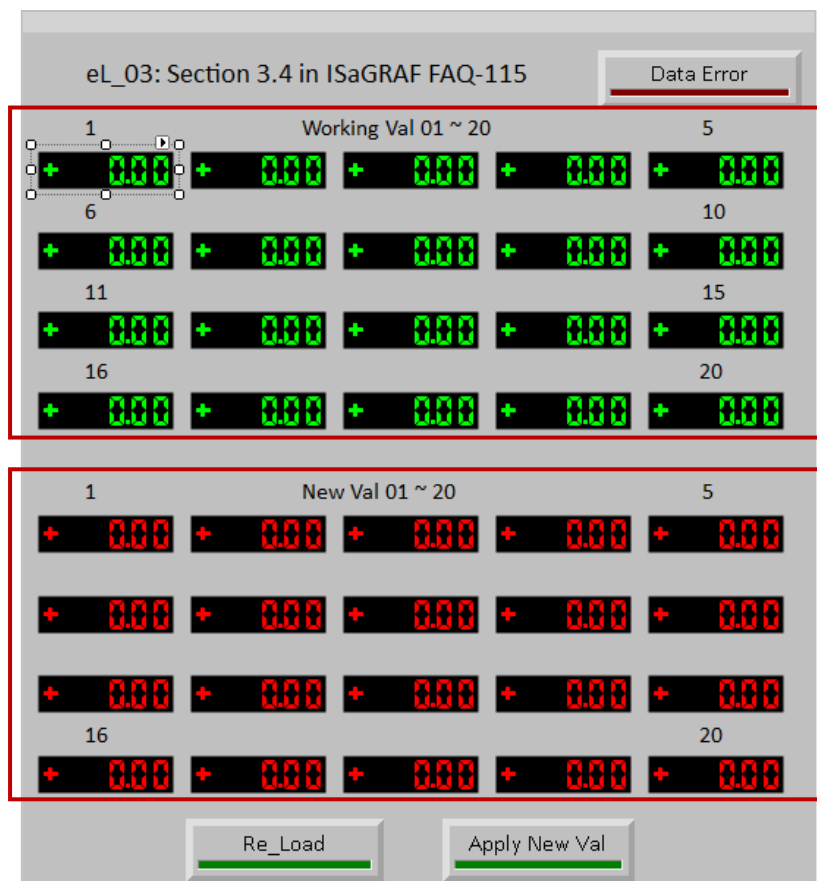 eL_03: Section 3.4 in ISaGRAF FAQ-115 Data Error
1 Working Val 01 ~ 20 5
+ 0.00 + 0.00 + 0.00 + 0.00 + 0.00
6 10
+ 0.00 + 0.00 + 0.00 + 0.00 + 0.00
11 15
+ 0.00 + 0.00 + 0.00 + 0.00 + 0.00
16 20
+ 0.00 + 0.00 + 0.00 + 0.00 + 0.00
1 New Val 01 ~ 20 5
+ 0.00 + 0.00 + 0.00 + 0.00 + 0.00
+ 0.00 + 0.00 + 0.00 + 0.00 + 0.00
+ 0.00 + 0.00 + 0.00 + 0.00 + 0.00
16 20
+ 0.00 + 0.00 + 0.00 + 0.00 + 0.00
Re_Load Apply New Val